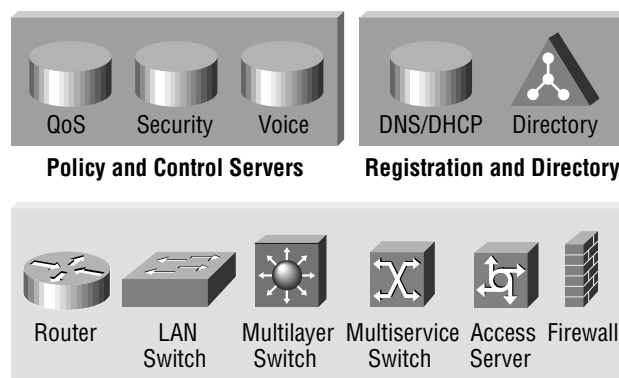 QoS Security Voice
DNS/DHCP Directory
Policy and Control Servers
Registration and Directory
Router LAN Switch Multilayer Switch Multiservice Switch Access Server Firewall